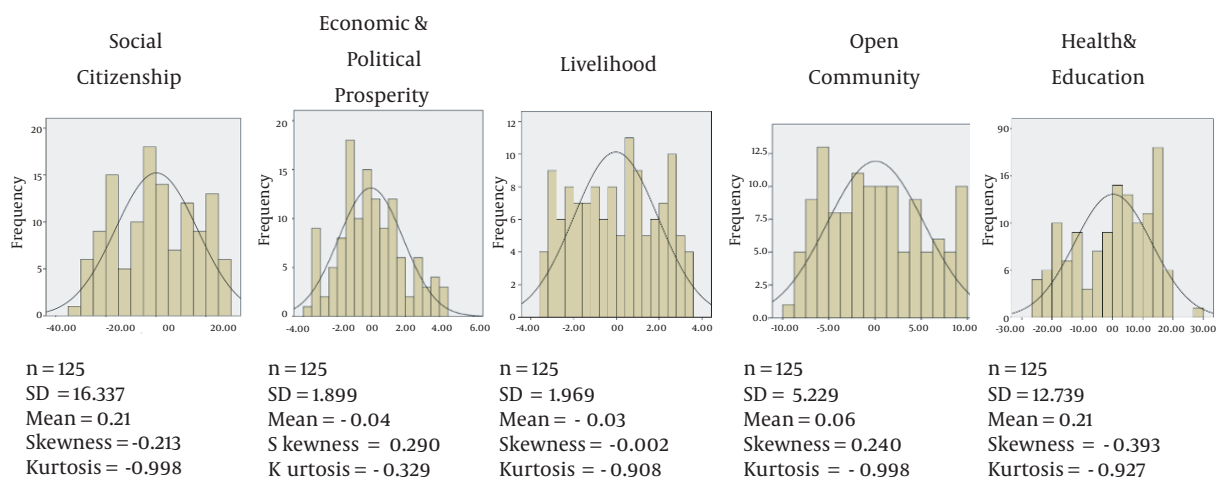 Social
Citizenship
Economic &
Political
Prosperity
Livelihood
Open
Community
Health&
Education
Frequency
20
15
10
5
0
-40.00 -20.00 00 20.00
Frequency
20
15
10
5
0
-4.00 -2.00 00 2.00 4.00 6.00
Frequency
12
10
8
6
4
2
0
-4.00 -2.00 00 2.00 4.00
Frequency
12.5
10.0
7.5
5.0
2.5
0.0
-10.00 -5.00 00 5.00 10.00
Frequency
90
16
10
6
0
-30.00 -20.00 -10.00 00 10.00 20.00 30.00
n = 125
SD = 16.337
Mean = 0.21
Skewness = -0.213
Kurtosis = -0.998
n = 125
SD = 1.899
Mean = - 0.04
S kewness = 0.290
K urtosis = - 0.329
n = 125
SD = 1.969
Mean = - 0.03
Skewness = -0.002
Kurtosis = - 0.908
n = 125
SD = 5.229
Mean = 0.06
Skewness = 0.240
Kurtosis = - 0.998
n = 125
SD = 12.739
Mean = 0.21
Skewness = - 0.393
Kurtosis = - 0.927